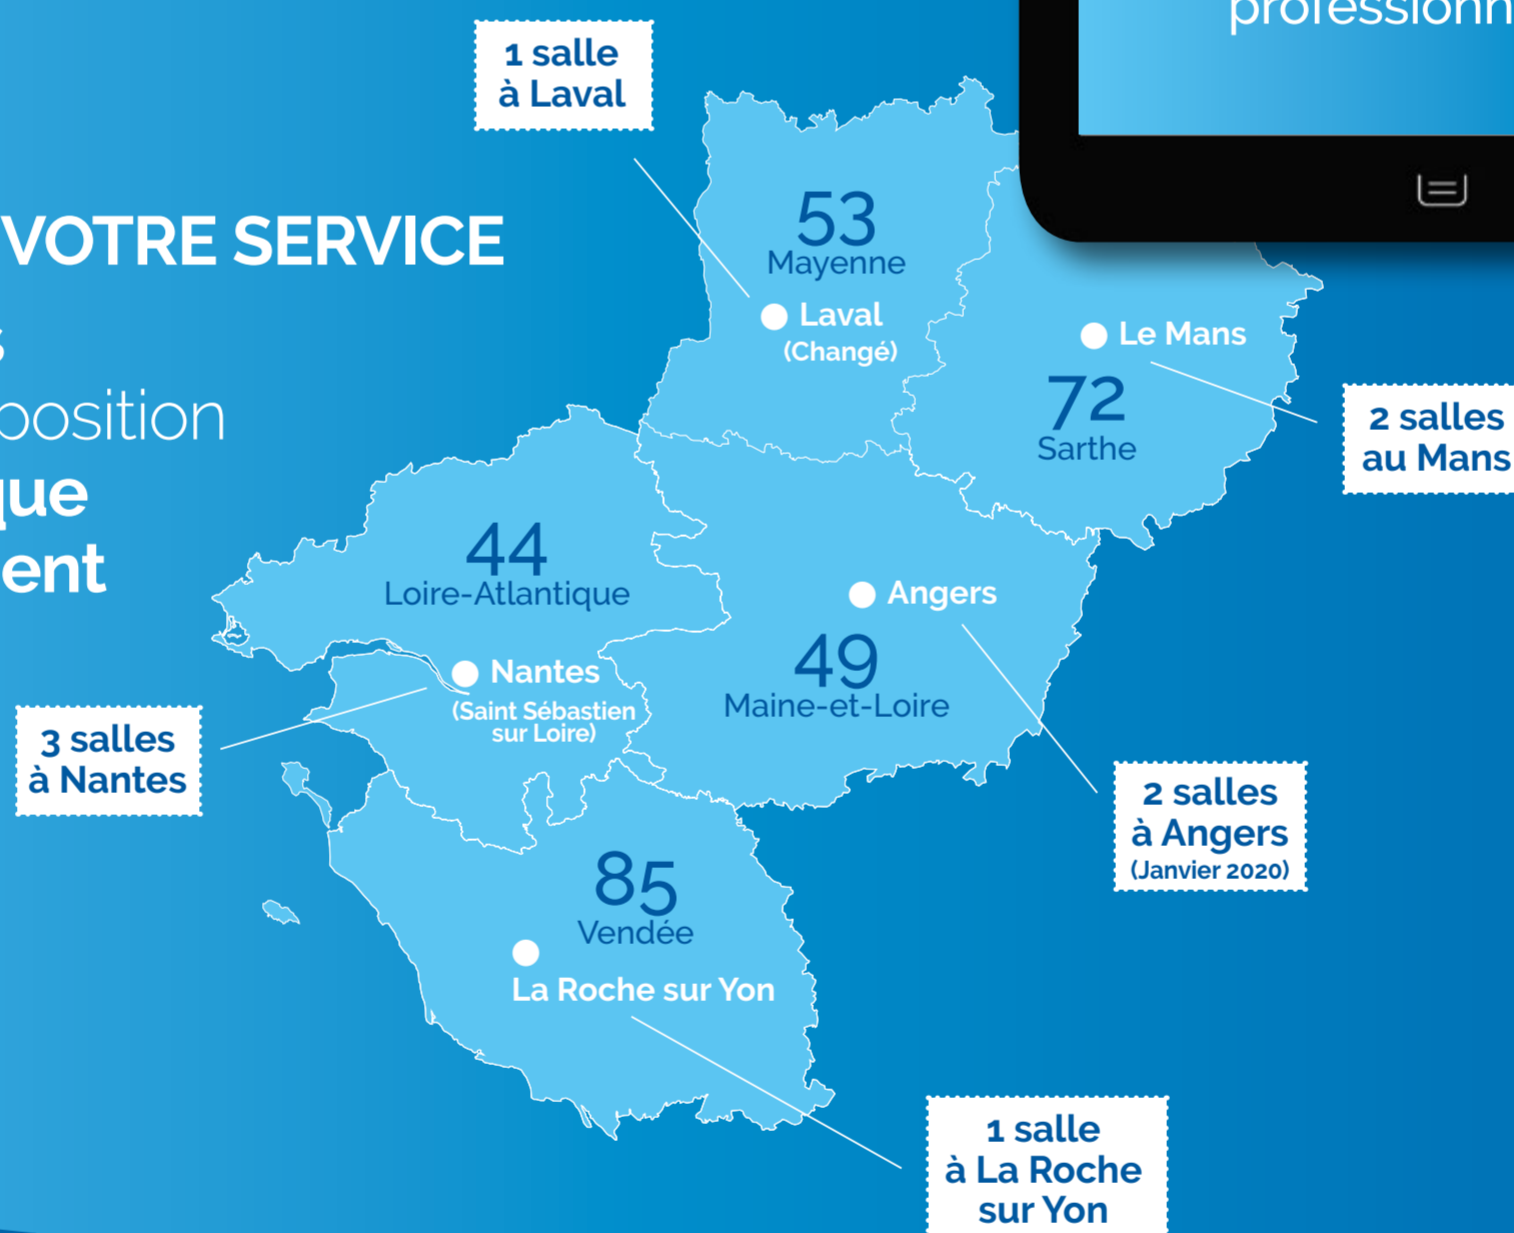 professionn
1 salle
à Laval
53
Mayenne
VOTRE SERVICE
Laval
(Changé)
Le Mans
72
Sarthe
2 salles
au Mans
s
position
que
ent
44
Loire-Atlantique
Angers
49
Maine-et-Loire
Nantes
(Saint Sébastien
sur Loire)
3 salles
à Nantes
2 salles
à Angers
(Janvier 2020)
85
Vendée
La Roche sur Yon
1 salle
à La Roche
sur Yon